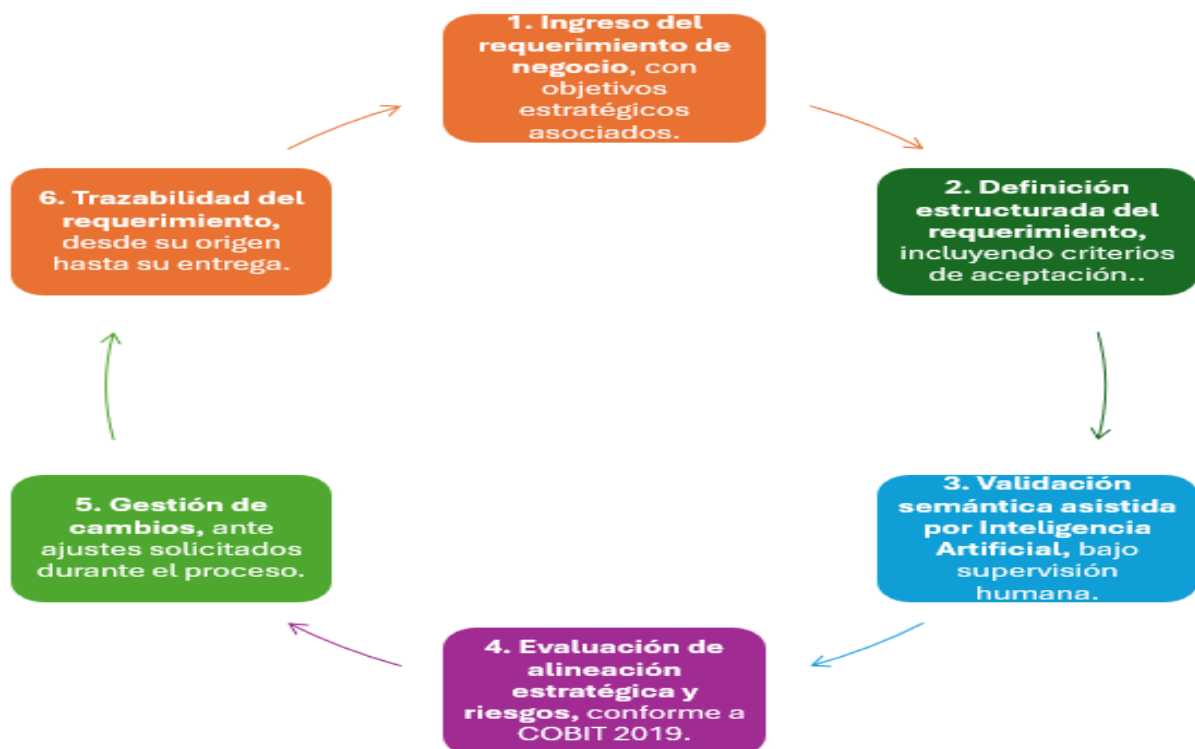 1. Ingreso del
requerimiento de
negocio, con
objetivos
estratégicos
asociados.
2. Definición
estructurada del
requerimiento,
incluyendo criterios
de aceptación..
3. Validación
semántica asistida
por Inteligencia
Artificial, bajo
supervisión
humana.
4. Evaluación de
alineación
estratégica y
riesgos, conforme a
COBIT 2019.
5. Gestión de
cambios, ante
ajustes solicitados
durante el proceso.
6. Trazabilidad del
requerimiento,
desde su origen
hasta su entrega.